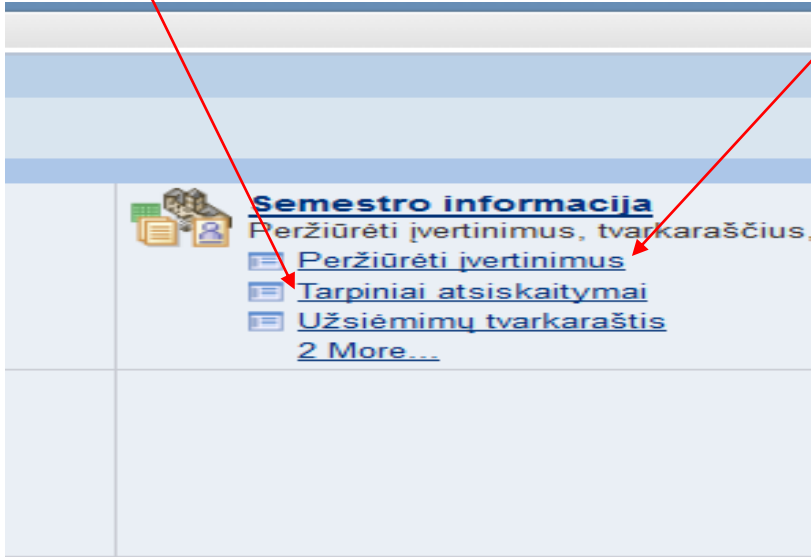 Semestro informacija
Peržiūrėti įvertinimus, tvarkaraščius,
Peržiūrėti įvertinimus
Tarpiniai atsiskaitymai
Užsiėmimų tvarkaraštis
2 More...